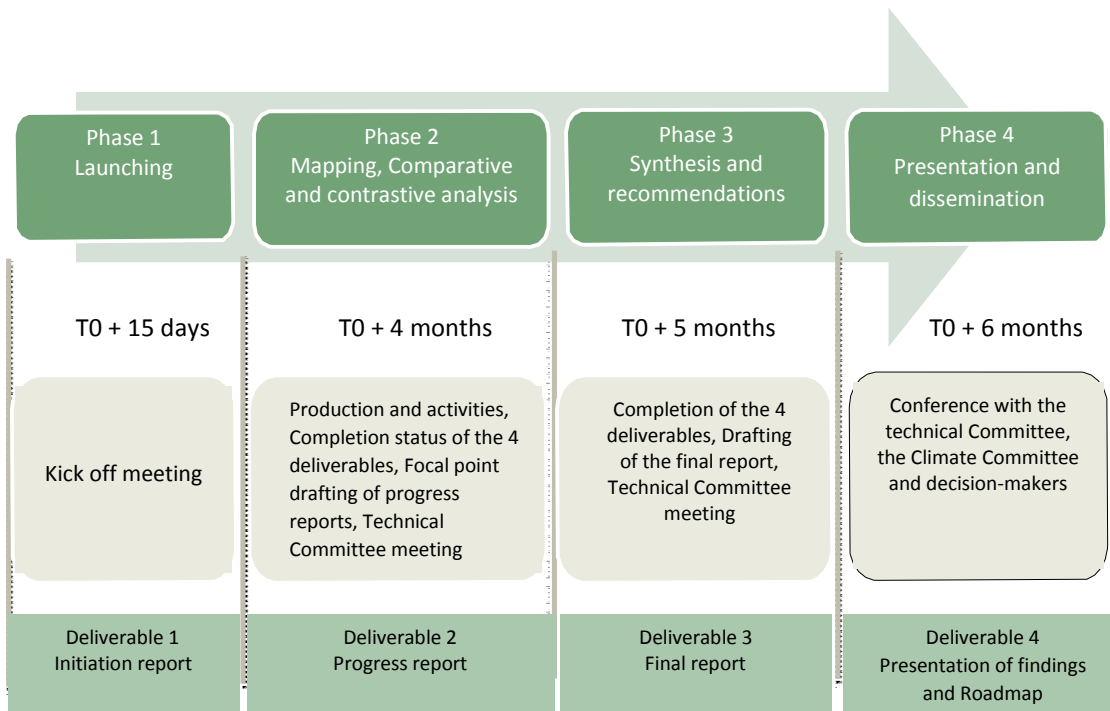 Phase 1
Launching
Phase 2
Mapping, Comparative
and contrastive analysis
Phase 3
Synthesis and
recommendations
Phase 4
Presentation and
dissemination
T0 + 15 days
T0 + 4 months
T0 + 5 months
T0 + 6 months
Kick off meeting
Production and activities,
Completion status of the 4
deliverables, Focal point
drafting of progress
reports, Technical
Committee meeting
Completion of the 4
deliverables, Drafting
of the final report,
Technical Committee
meeting
Conference with the
technical Committee,
the Climate Committee
and decision-makers
Deliverable 1
Initiation report
Deliverable 2
Progress report
Deliverable 3
Final report
Deliverable 4
Presentation of findings
and Roadmap